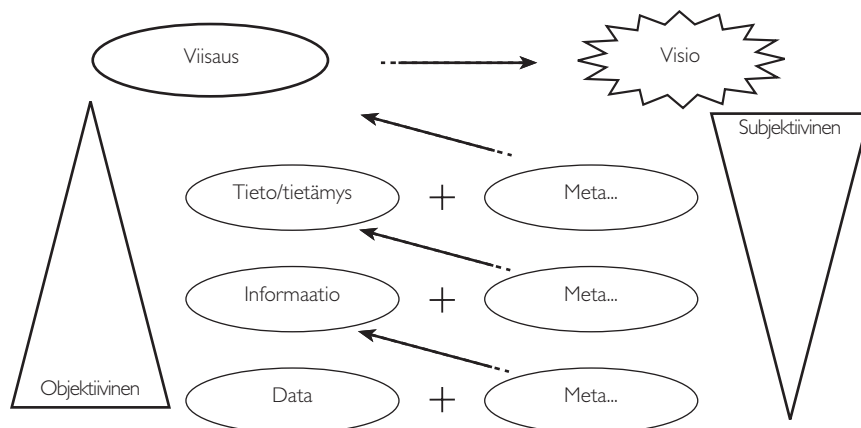 Viisaus
Visio
Subjektiivinen
Tieto/tietämys + Meta...
Informaatio + Meta...
Objektiivinen
Data + Meta...